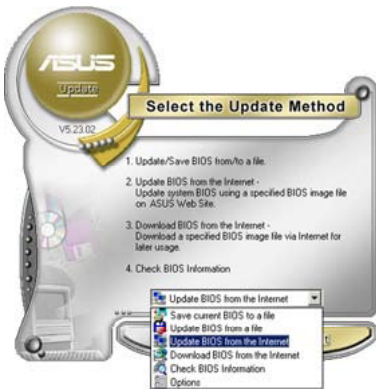 ASUS
Update
V5.23.02
Select the Update Method
1. Update/Save BIOS from/to a file.
2. Update BIOS from the Internet -
Update system BIOS using a specified BIOS image file
on ASUS Web Site.
3. Download BIOS from the Internet -
Download a specified BIOS image file via Internet for
later usage.
4. Check BIOS Information
Update BIOS from the Internet
Save current BIOS to a file
Update BIOS from a file
Update BIOS from the Internet
Download BIOS from the Internet
Check BIOS Information
Options